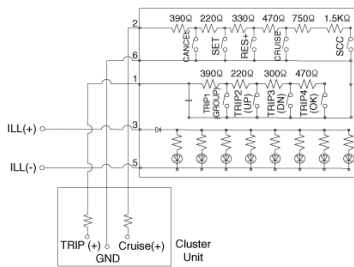 2
390Ω 220Ω 330Ω 470Ω 750Ω 1.5KΩ
CANCEL
SET
RES+
CRUISE
SCC
6
1
390Ω 220Ω 300Ω 470Ω
TRIP1
(GROUP)
TRIP2
(UP)
TRIP3
(DN)
TRIP4
(OK)
ILL(+)
3
ILL(-)
5
TRIP (+)
GND
Cruise(+)
Cluster
Unit